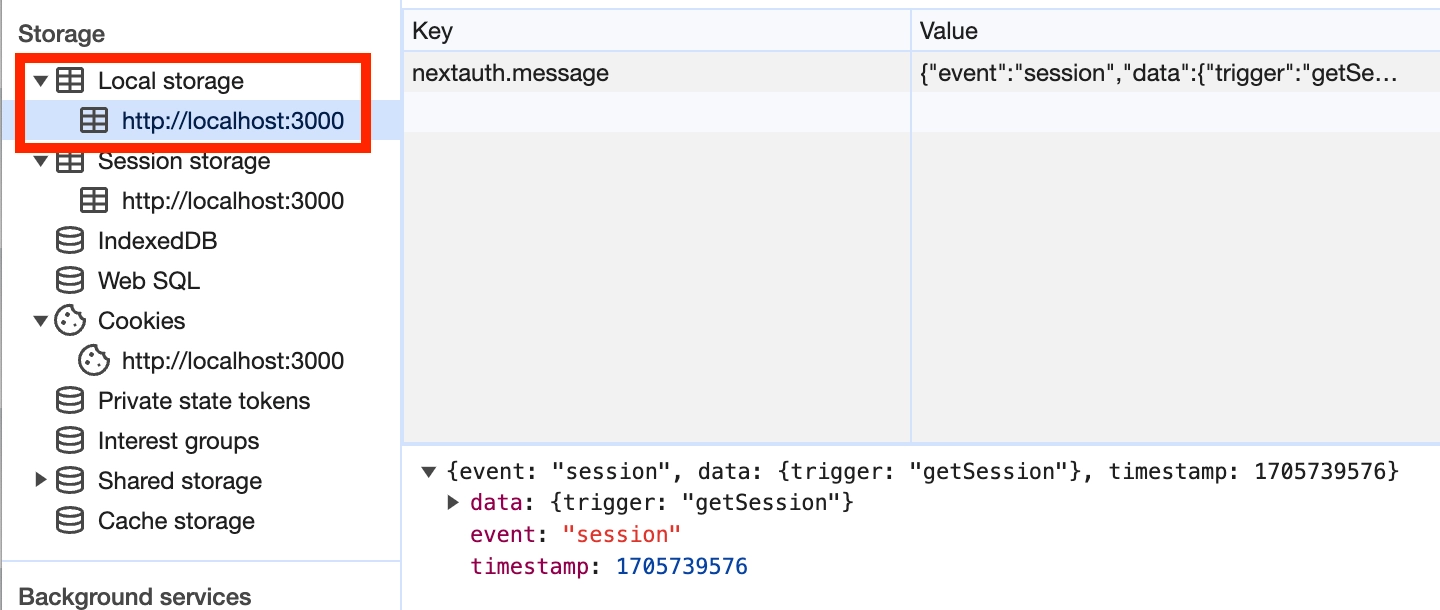 Storage
Local storage
http://localhost:3000
Session storage
http://localhost:3000
IndexedDB
Web SQL
Cookies
http://localhost:3000
Private state tokens
Interest groups
Shared storage
Cache storage
Background services
Key Value
nextauth.message {"event":"session","data":{"trigger":"getSe…
{event: "session", data: {trigger: "getSession"}, timestamp: 1705739576}
data: {trigger: "getSession"}
event: "session"
timestamp: 1705739576